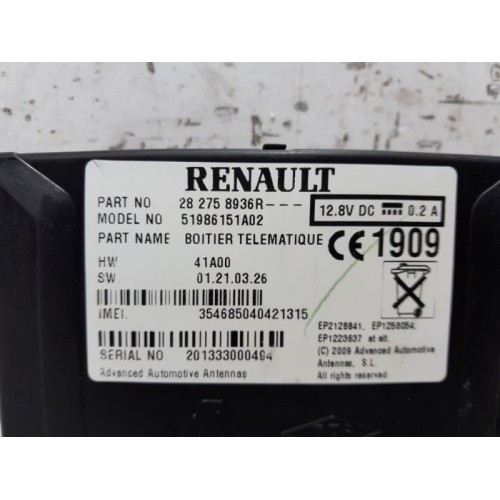 RENAULT
PART NO 28 275 8936R---
12.8V DC 0.2 A
MODEL NO 51986151A02
PART NAME BOITIER TELEMATIQUE
CE 1909
HW 41A00
SW 01.21.03.26
IMEI. 354685040421315
EP2128841, EP1258054,
EP1223637 et alt.
(C) 2009 Advanced Automotive
Antennas, S.L.
All rights reserved.
SERIAL NO 201333000494
Advanced Automotive Antennas